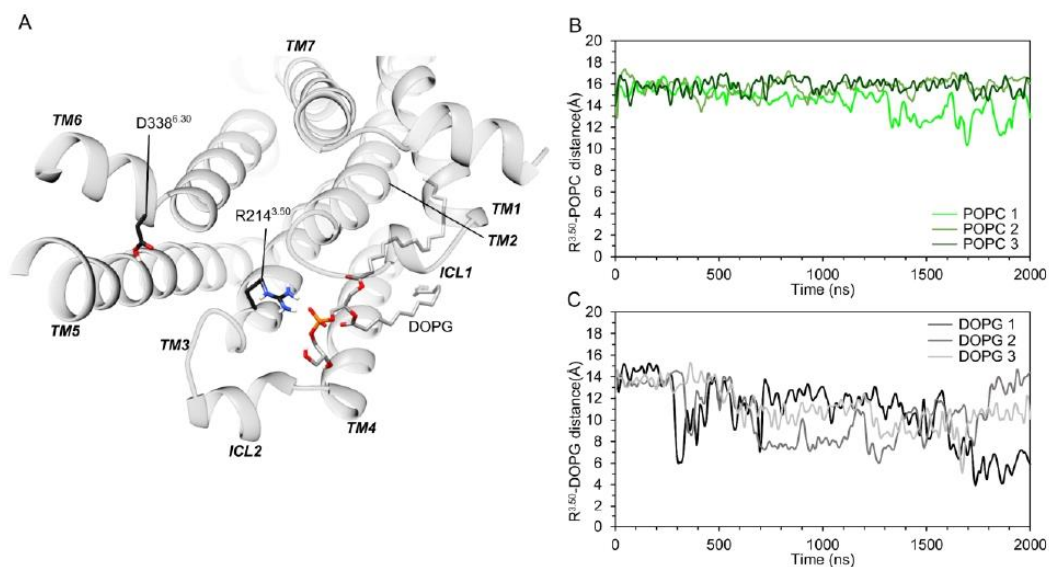 A
TM7
TM6
D338^6.30
R214^3.50
TM1
TM2
ICL1
DOPG
TM5
TM3
TM4
ICL2
B
20
18
16
14
12
10
8
6
4
2
0
R^3.50-POPC distance(Å)
POPC 1
POPC 2
POPC 3
0 500 1000 1500 2000
Time (ns)
C
20
18
16
14
12
10
8
6
4
2
0
R^3.50-DOPG distance(Å)
DOPG 1
DOPG 2
DOPG 3
0 500 1000 1500 2000
Time (ns)